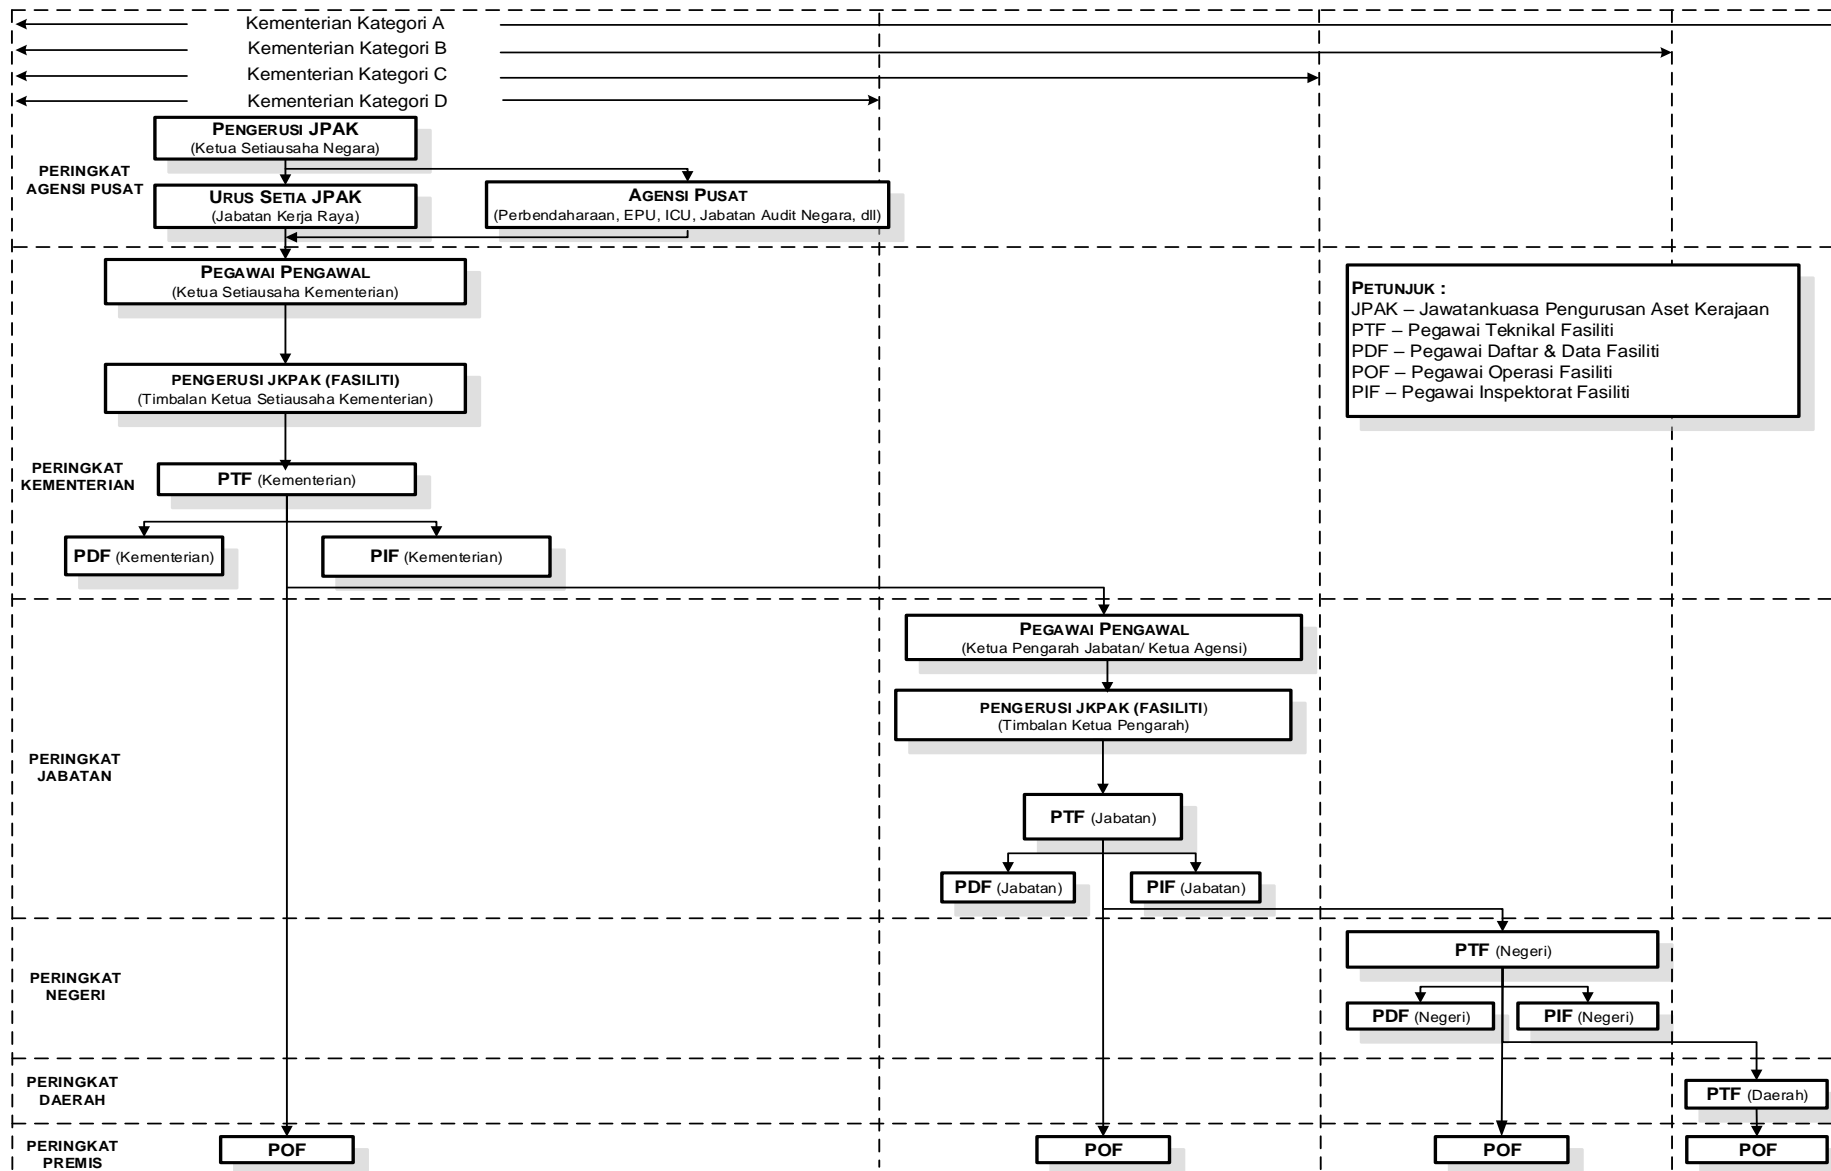 Kementerian Kategori A
Kementerian Kategori B
Kementerian Kategori C
Kementerian Kategori D
PENGERUSI JPAK
(Ketua Setiausaha Negara)
PERINGKAT
AGENSI PUSAT
URUS SETIA JPAK
(Jabatan Kerja Raya)
AGENSI PUSAT
(Perbendaharaan, EPU, ICU, Jabatan Audit Negara, dll)
PEGAWAI PENGAWAL
(Ketua Setiausaha Kementerian)
PETUNJUK :
JPAK – Jawatankuasa Pengurusan Aset Kerajaan
PTF – Pegawai Teknikal Fasiliti
PDF – Pegawai Daftar & Data Fasiliti
POF – Pegawai Operasi Fasiliti
PIF – Pegawai Inspektorat Fasiliti
PENGERUSI JKPAK (FASILITI)
(Timbalan Ketua Setiausaha Kementerian)
PERINGKAT
KEMENTERIAN
PTF (Kementerian)
PDF (Kementerian)
PIF (Kementerian)
PEGAWAI PENGAWAL
(Ketua Pengarah Jabatan/ Ketua Agensi)
PENGERUSI JKPAK (FASILITI)
(Timbalan Ketua Pengarah)
PERINGKAT
JABATAN
PTF (Jabatan)
PDF (Jabatan)
PIF (Jabatan)
PERINGKAT
NEGERI
PTF (Negeri)
PDF (Negeri)
PIF (Negeri)
PERINGKAT
DAERAH
PTF (Daerah)
PERINGKAT
PREMIS
POF
POF
POF
POF